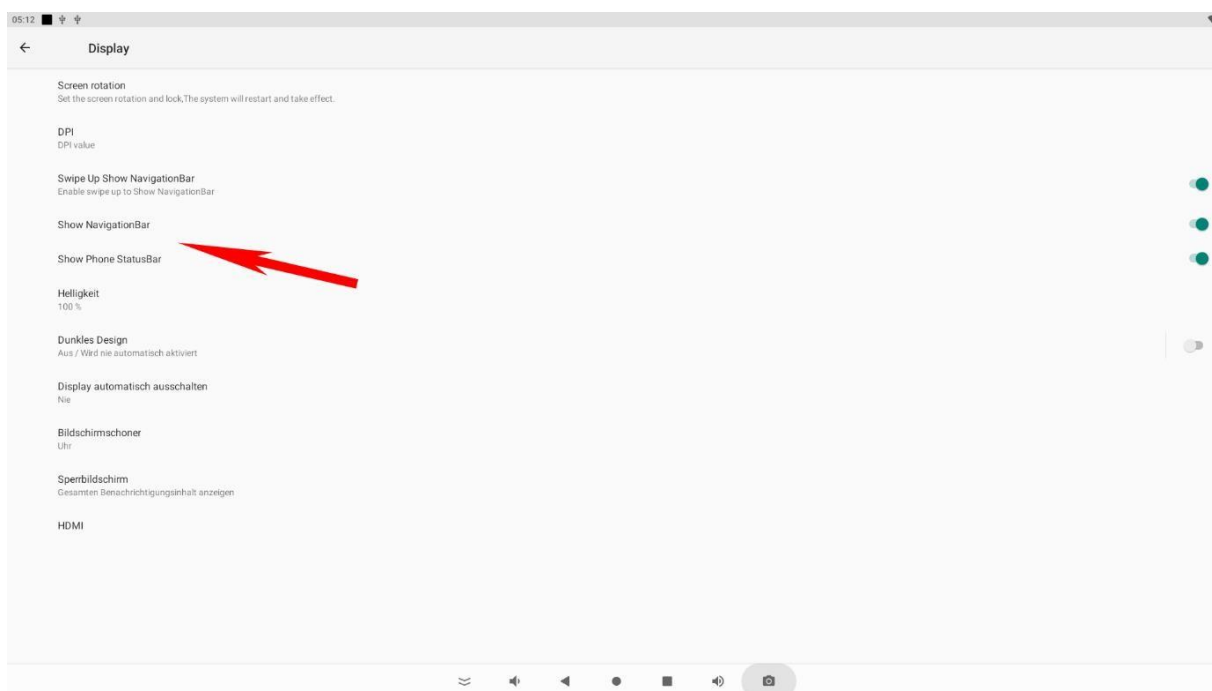 05:12
Display
Screen rotation
Set the screen rotation and lock,The system will restart and take effect.
DPI
DPI value
Swipe Up Show NavigationBar
Enable swipe up to Show NavigationBar
Show NavigationBar
Show Phone StatusBar
Helligkeit
100 %
Dunkles Design
Aus / Wird nie automatisch aktiviert
Display automatisch ausschalten
Nie
Bildschirmschoner
Uhr
Sperrbildschirm
Gesamten Benachrichtigungsinhalt anzeigen
HDMI